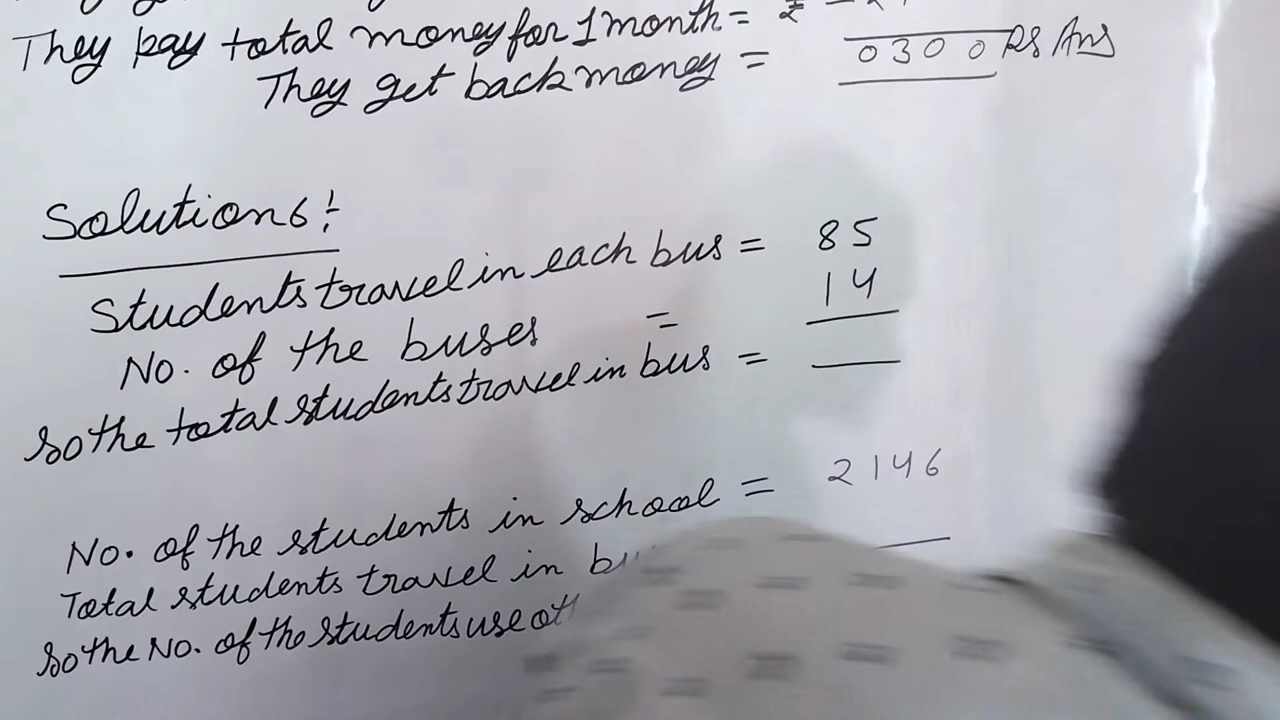 They pay total money for 1 month = ₹
They get back money = 0300 Rs Ans
Solution 6:
Students travel in each bus = 85
No. of the buses = 14
So the total students travel in bus =
No. of the students in school = 2146
Total students travel in
So the No. of the students use